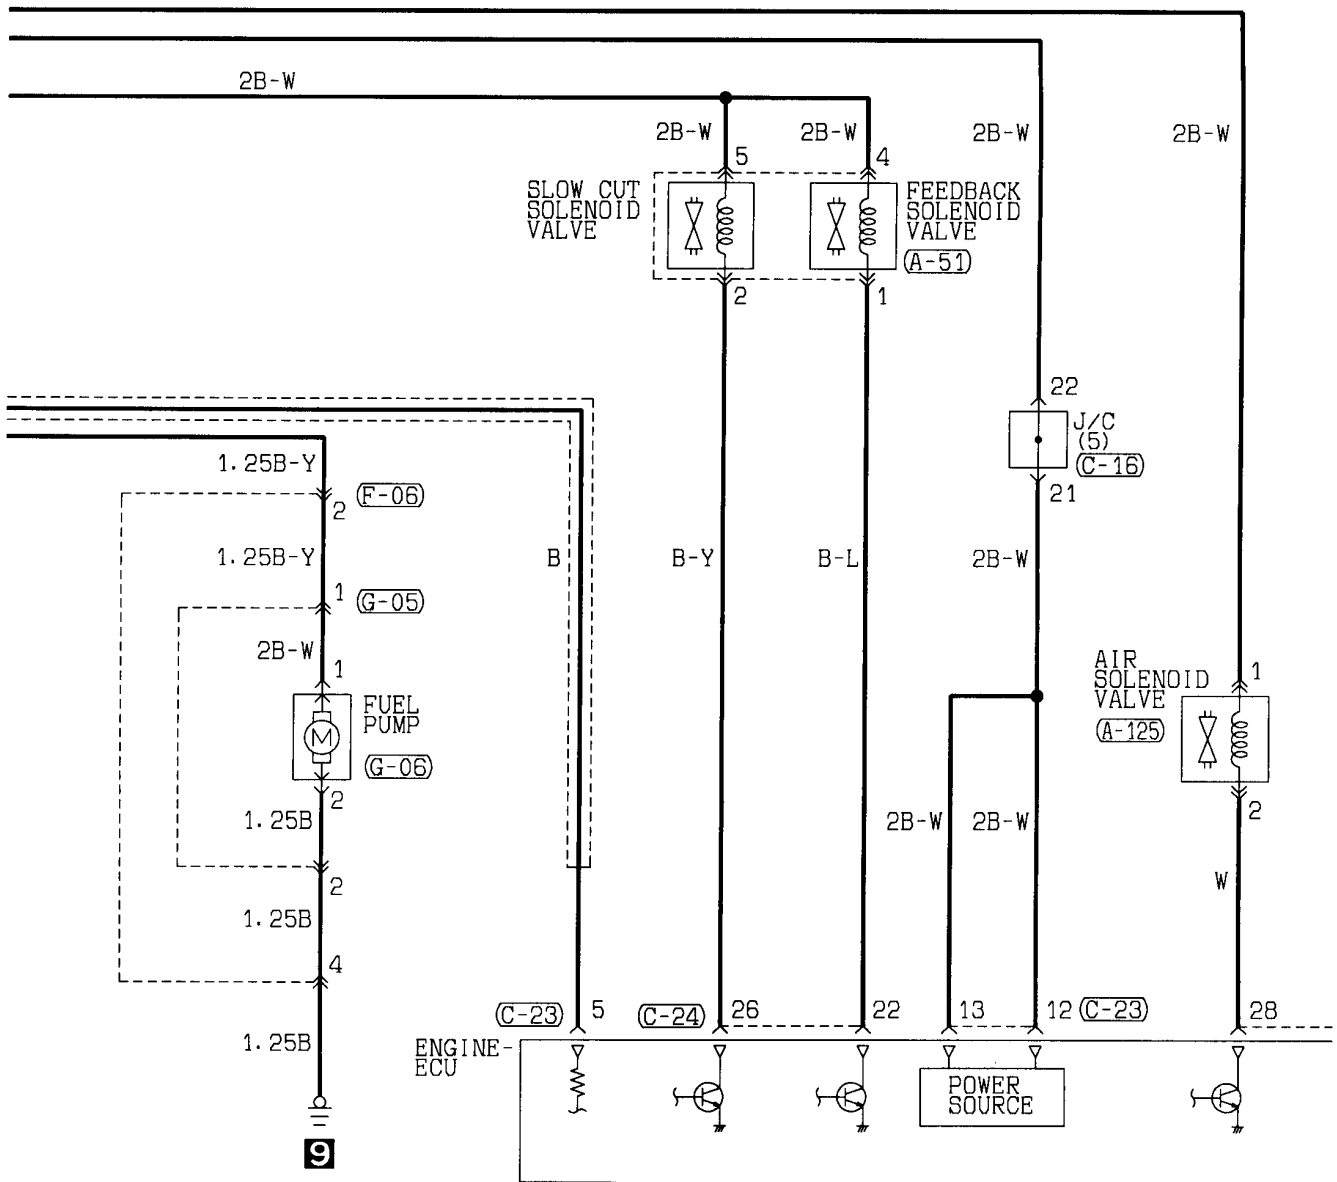 2B-W
2B-W
2B-W
2B-W
2B-W
5
4
SLOW CUT
SOLENOID
VALVE
FEEDBACK
SOLENOID
VALVE
A-51
2
1
22
J/C
(5)
C-16
21
1.25B-Y
F-06
2
1.25B-Y
B
B-Y
B-L
2B-W
1
G-05
2B-W
1
FUEL
PUMP
M
G-06
AIR
SOLENOID
VALVE
A-125
1
2
1.25B
2B-W
2B-W
2
W
2
1.25B
4
C-23
5
C-24
26
22
13
12
C-23
28
1.25B
ENGINE-
ECU
POWER
SOURCE
9